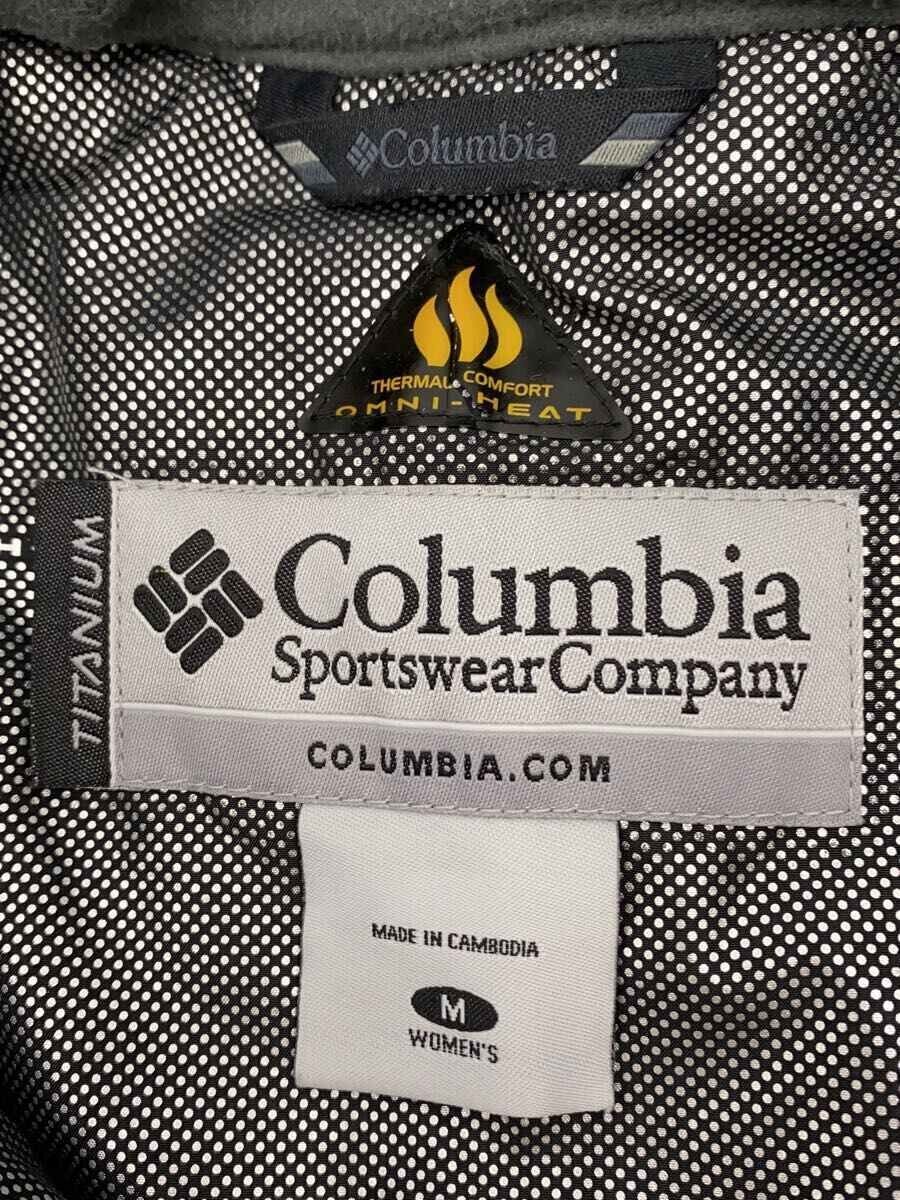 Columbia
THERMAL COMFORT
OMNI-HEAT
TITANIUM
Columbia
Sportswear Company
COLUMBIA.COM
MADE IN CAMBODIA
M
WOMEN'S